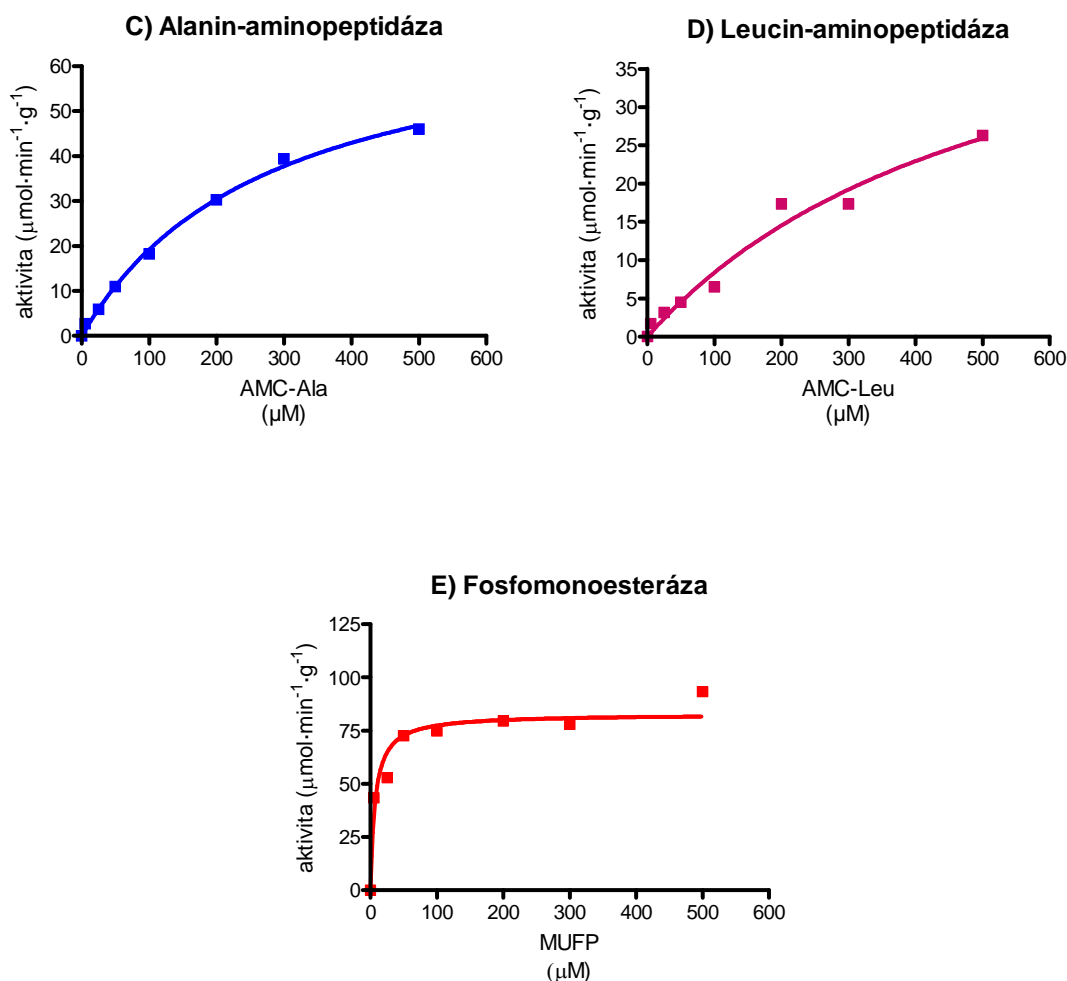 C) Alanin-aminopeptidáza
60
50
40
30
20
10
0
aktivita (μmol·min⁻¹·g⁻¹)
0 100 200 300 400 500 600
AMC-Ala
(μM)
D) Leucin-aminopeptidáza
35
30
25
20
15
10
5
0
aktivita (μmol·min⁻¹·g⁻¹)
0 100 200 300 400 500 600
AMC-Leu
(μM)
E) Fosfomonoesteráza
125
100
75
50
25
0
aktivita (μmol·min⁻¹·g⁻¹)
0 100 200 300 400 500 600
MUFP
(μM)